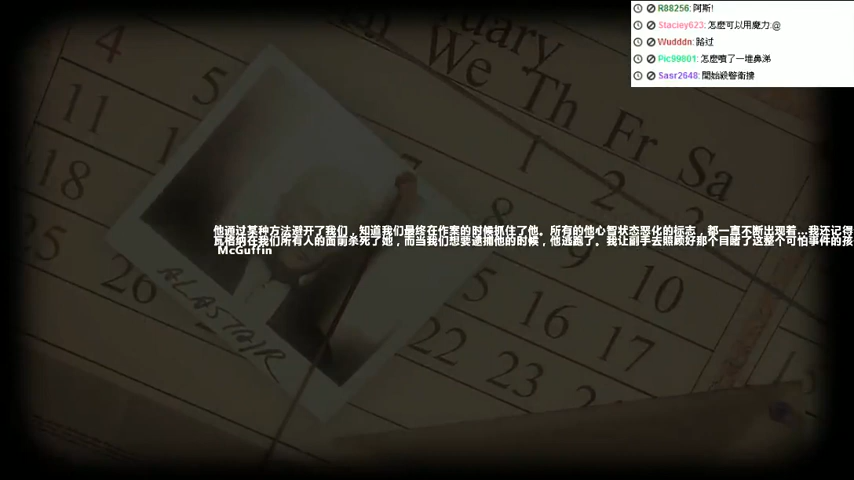 R88256: 阿斯!
Staciey623: 怎麼可以用魔力.@
Wudddn: 路过
Pic99801: 怎麼噴了一堆鼻涕
Sasr2648: 開始殺警衛摟
uary
We Th Fr Sa
4 5 1 2 3
11 8 9 10
18 15 16 17
25 22 23
26
ALASTAIR
他通过某种方法避开了我们，知道我们最终在作案的时候抓住了他。所有的他心智状态恶化的标志，都一直不断出现着...我还记得
瓦格纳在我们所有人的面前杀死了她，而当我们想要逮捕他的时候，他逃跑了。我让副手去照顾好那个目睹了这整个可怕事件的孩
McGuffin